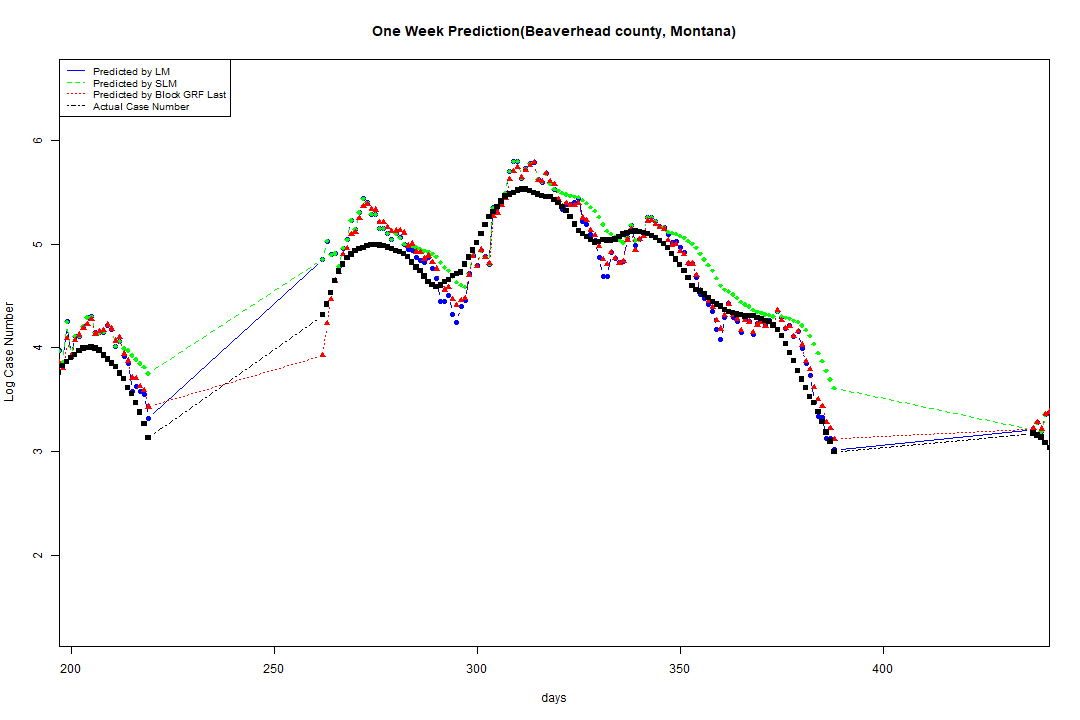 One Week Prediction(Beaverhead county, Montana)
Predicted by LM
Predicted by SLM
Predicted by Block GRF Last
Actual Case Number
6
5
4
3
2
Log Case Number
200 250 300 350 400
days